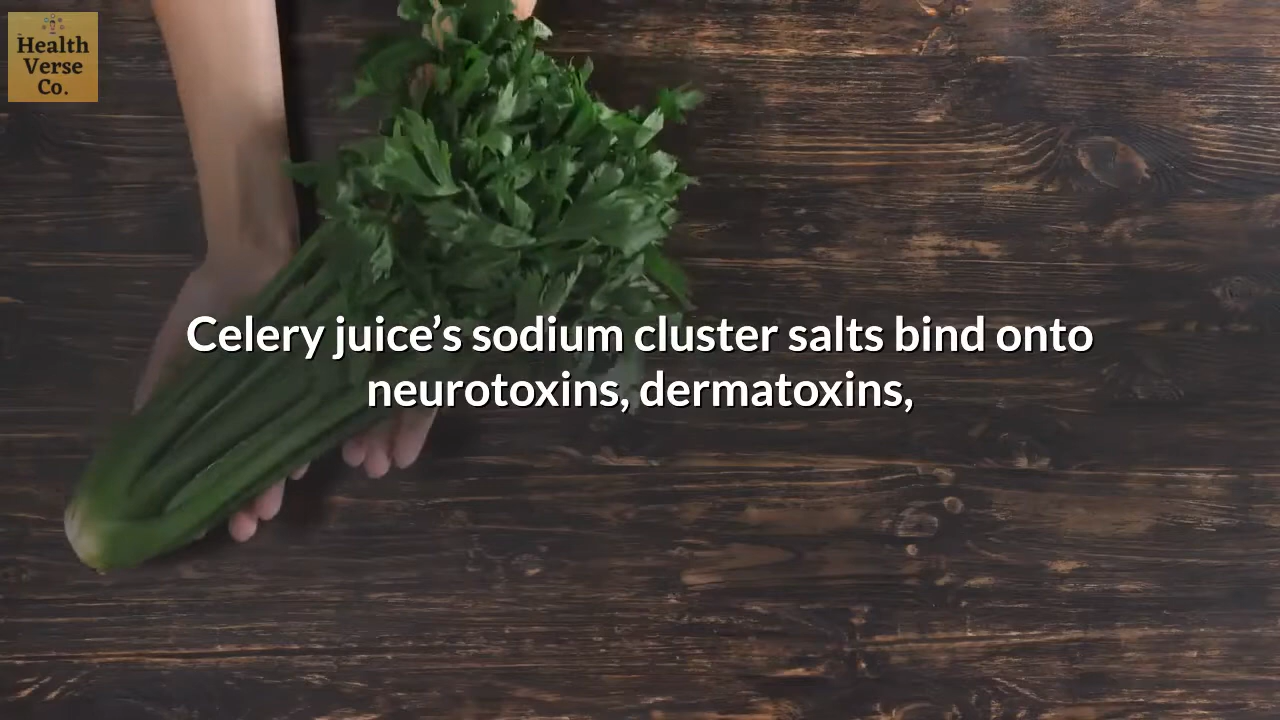 Health
Verse
Co.
Celery juice’s sodium cluster salts bind onto
neurotoxins, dermatoxins,